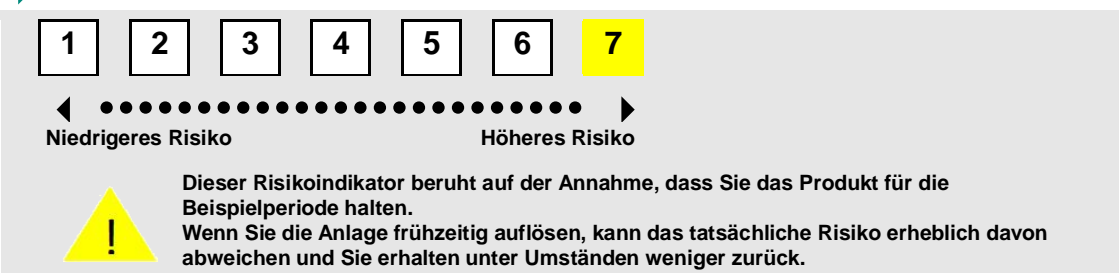 1 2 3 4 5 6 7
Niedrigeres Risiko Höheres Risiko
!
Dieser Risikoindikator beruht auf der Annahme, dass Sie das Produkt für die
Beispielperiode halten.
Wenn Sie die Anlage frühzeitig auflösen, kann das tatsächliche Risiko erheblich davon
abweichen und Sie erhalten unter Umständen weniger zurück.